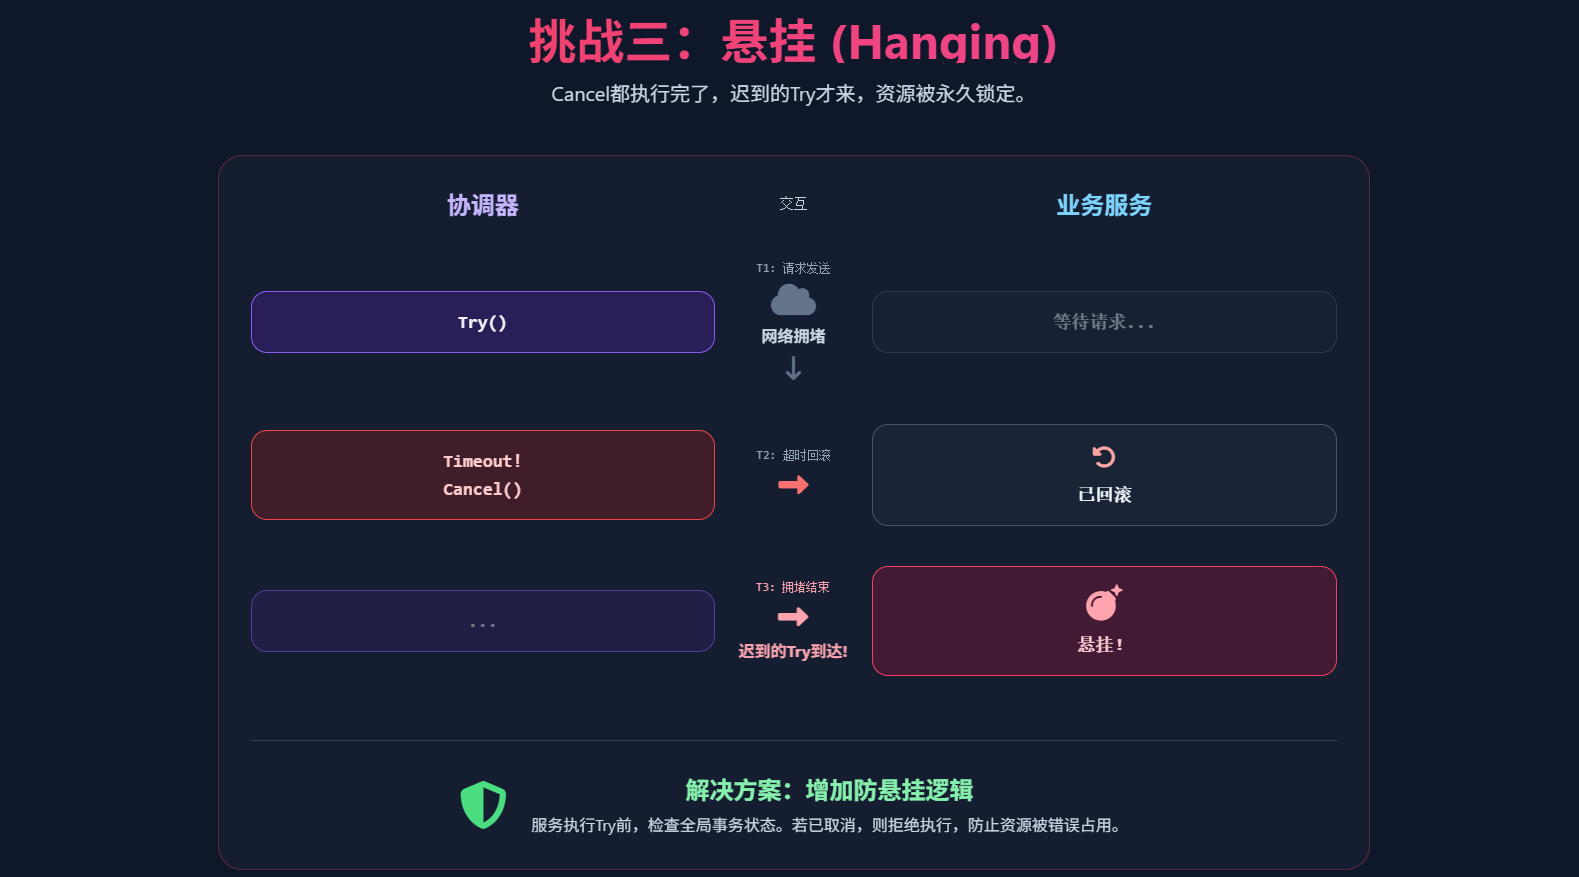 挑战三：悬挂 (Hanging)
Cancel都执行完了，迟到的Try才来，资源被永久锁定。
协调器
交互
业务服务
T1: 请求发送
Try()
网络拥堵
等待请求...
Timeout!
Cancel()
T2: 超时回滚
已回滚
...
T3: 拥堵结束
迟到的Try到达!
悬挂!
解决方案：增加防悬挂逻辑
服务执行Try前，检查全局事务状态。若已取消，则拒绝执行，防止资源被错误占用。